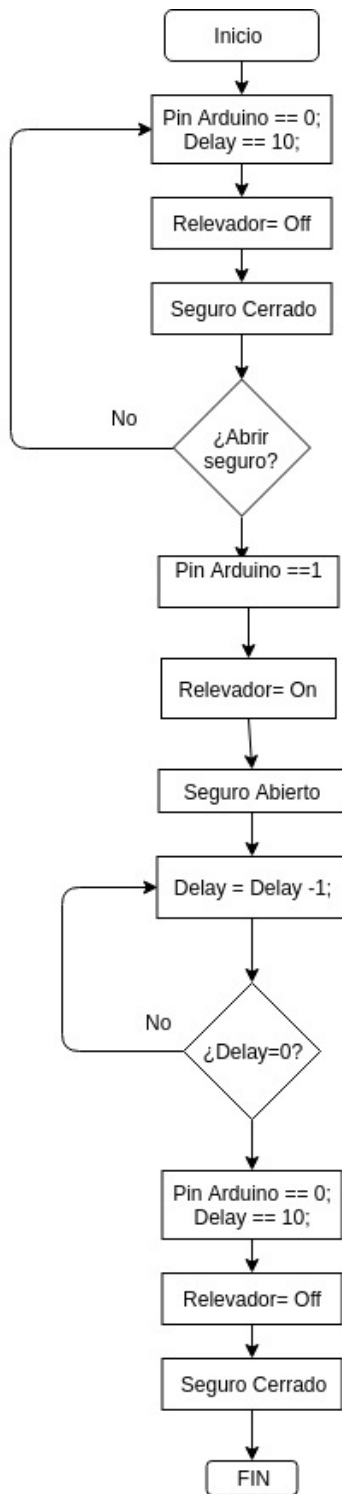 Inicio
Pin Arduino == 0;
Delay == 10;
Relevador= Off
Seguro Cerrado
¿Abrir
seguro?
No
Pin Arduino ==1
Relevador= On
Seguro Abierto
Delay = Delay -1;
¿Delay=0?
No
Pin Arduino == 0;
Delay == 10;
Relevador= Off
Seguro Cerrado
FIN